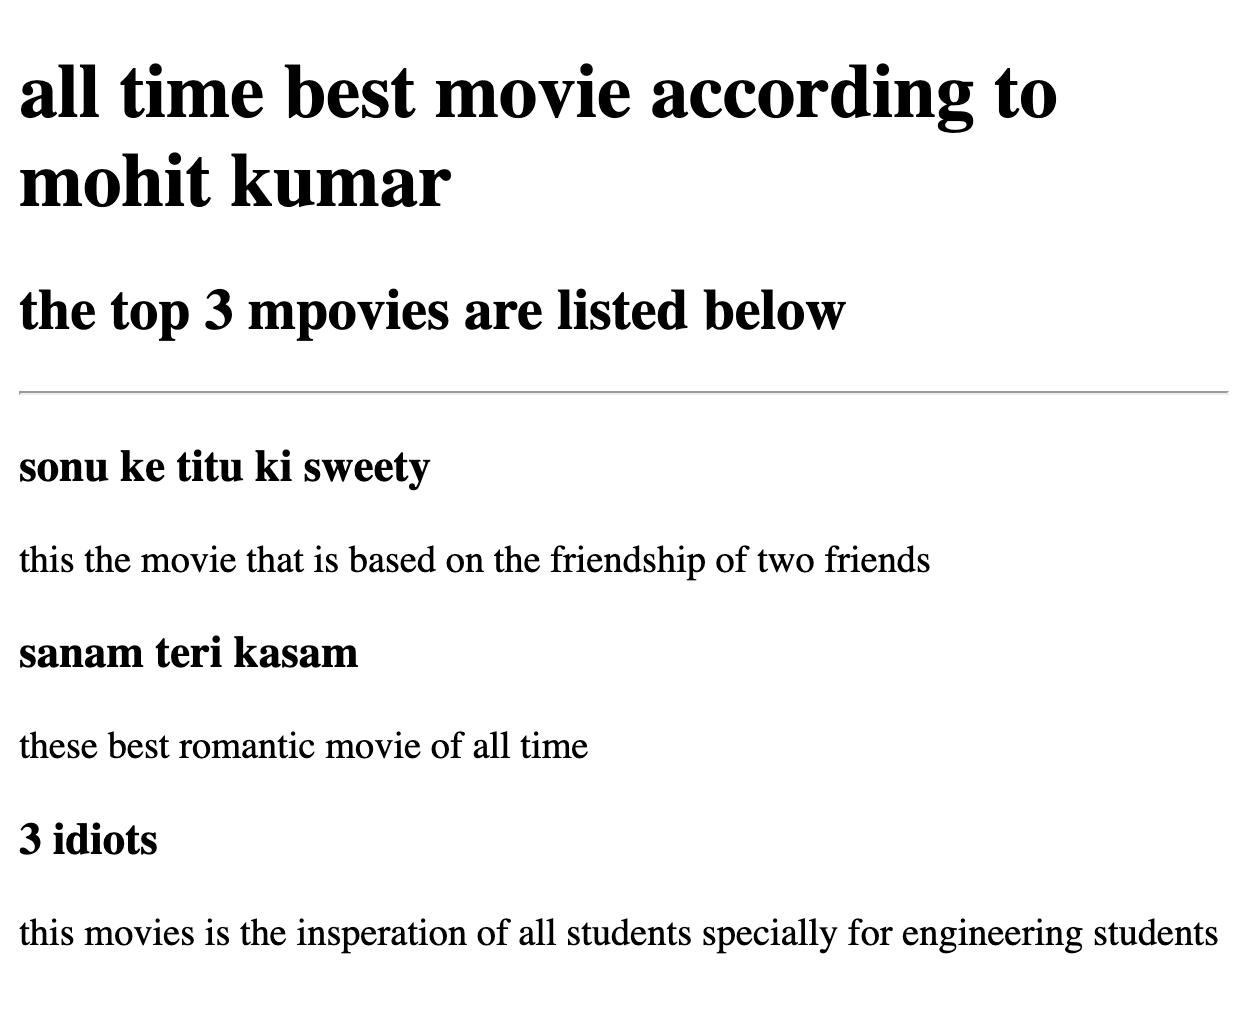 all time best movie according to
mohit kumar
the top 3 mpovies are listed below
sonu ke titu ki sweety
this the movie that is based on the friendship of two friends
sanam teri kasam
these best romantic movie of all time
3 idiots
this movies is the insperation of all students specially for engineering students